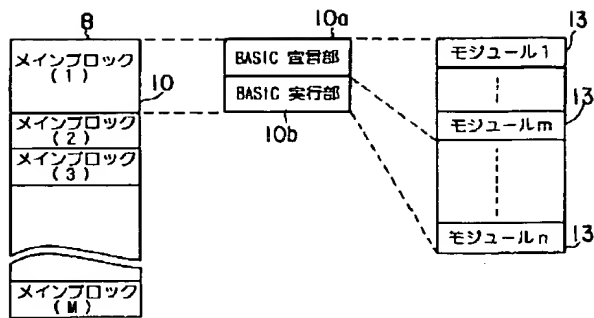 8
メインブロック
(1)
10
メインブロック
(2)
メインブロック
(3)
メインブロック
(M)
10a
BASIC 宣言部
BASIC 実行部
10b
13
モジュール1
13
モジュールm
モジュールn
13